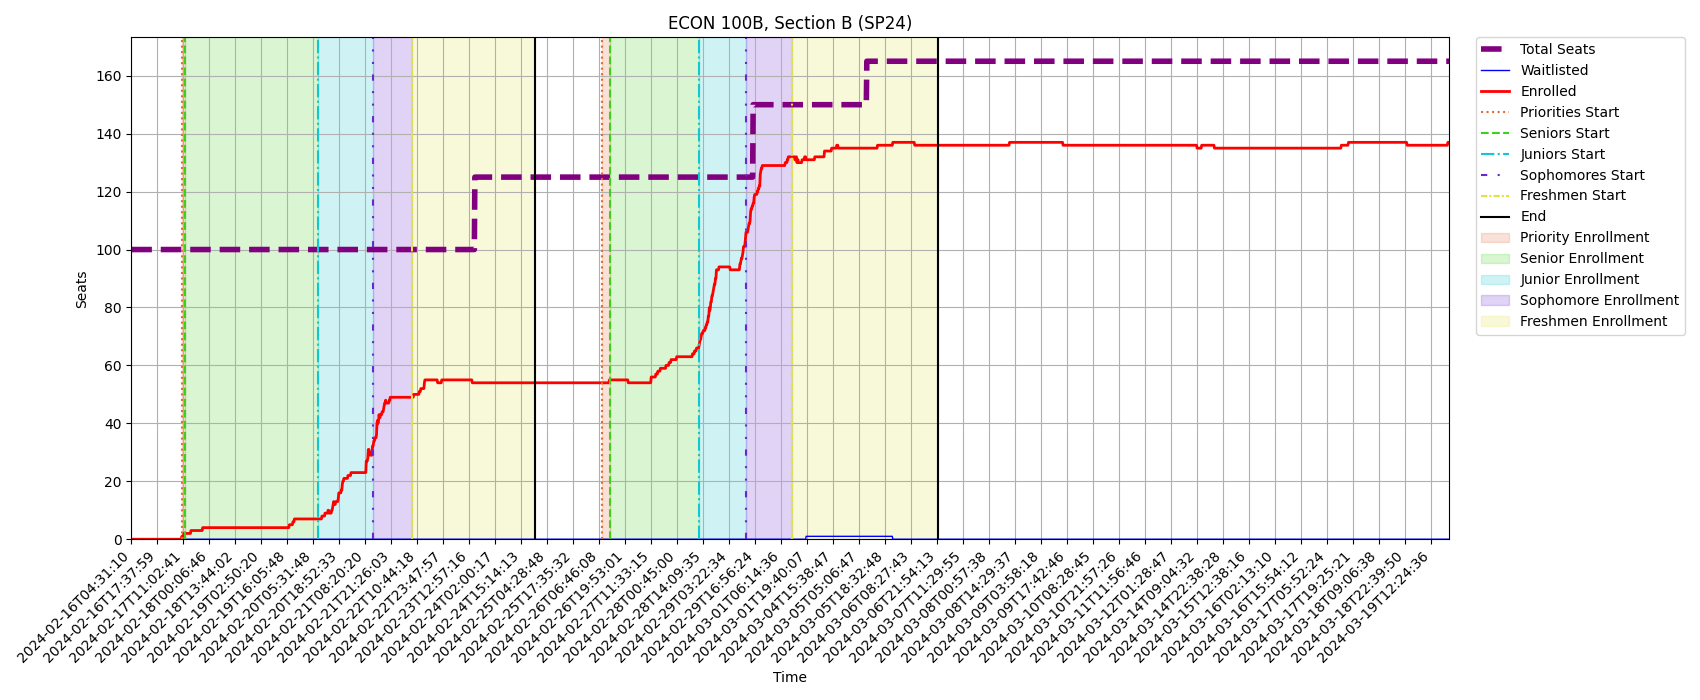 ECON 100B, Section B (SP24)
Seats
160
140
120
100
80
60
40
20
0
2024-02-16T04:31:10
2024-02-16T17:37:59
2024-02-17T11:02:41
2024-02-18T00:06:46
2024-02-18T13:44:02
2024-02-19T02:50:20
2024-02-19T16:05:48
2024-02-20T05:31:48
2024-02-20T18:52:33
2024-02-21T08:20:20
2024-02-21T21:26:03
2024-02-22T10:44:18
2024-02-22T23:47:57
2024-02-23T12:57:16
2024-02-24T02:00:17
2024-02-24T15:14:13
2024-02-25T04:28:48
2024-02-25T17:35:32
2024-02-26T06:46:08
2024-02-26T19:53:01
2024-02-27T11:33:15
2024-02-28T00:45:00
2024-02-28T14:09:35
2024-02-29T03:22:34
2024-02-29T16:56:24
2024-03-01T06:14:36
2024-03-01T19:40:07
2024-03-04T15:38:47
2024-03-05T05:06:47
2024-03-05T18:32:48
2024-03-06T08:27:43
2024-03-06T21:54:13
2024-03-07T11:29:55
2024-03-08T00:57:38
2024-03-08T14:29:37
2024-03-09T03:58:18
2024-03-09T17:42:46
2024-03-10T08:28:45
2024-03-10T21:57:26
2024-03-11T11:56:46
2024-03-12T01:28:47
2024-03-14T09:04:32
2024-03-14T22:38:28
2024-03-15T12:38:16
2024-03-16T02:13:10
2024-03-16T15:54:12
2024-03-17T05:52:24
2024-03-17T19:25:21
2024-03-18T09:06:38
2024-03-18T22:39:50
2024-03-19T12:24:36
Time
Total Seats
Waitlisted
Enrolled
Priorities Start
Seniors Start
Juniors Start
Sophomores Start
Freshmen Start
End
Priority Enrollment
Senior Enrollment
Junior Enrollment
Sophomore Enrollment
Freshmen Enrollment